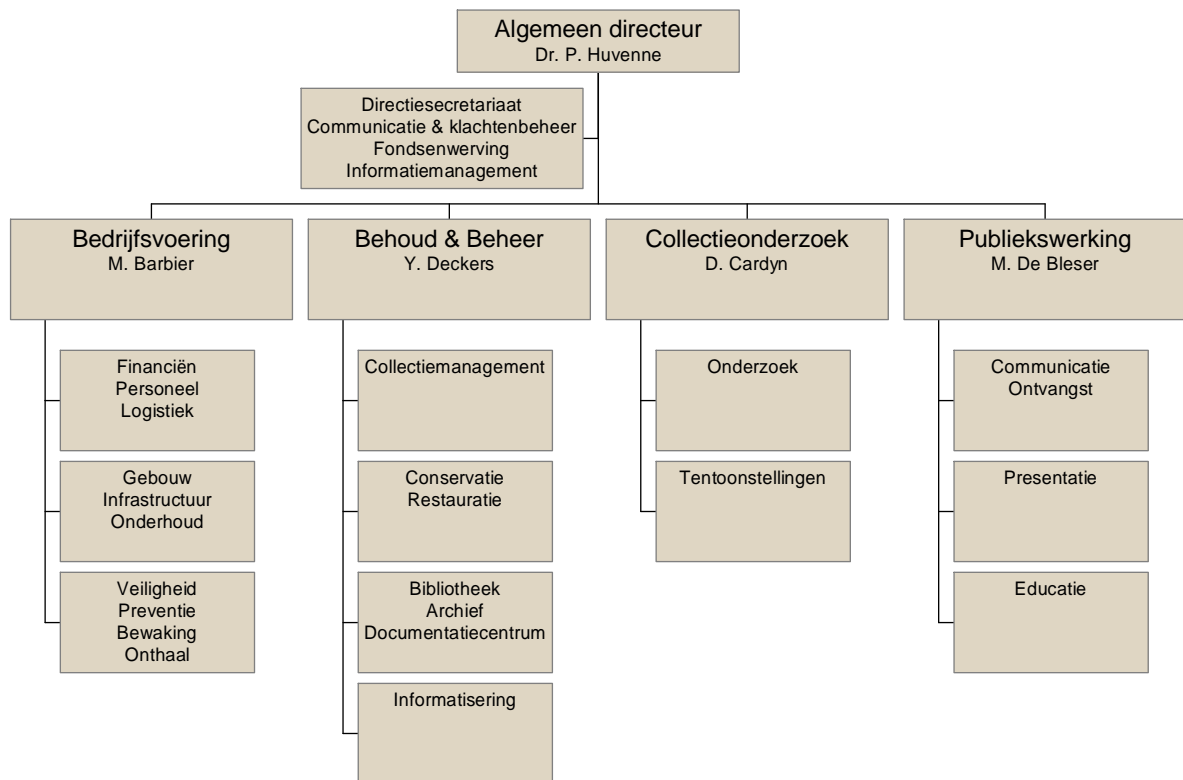 Algemeen directeur
Dr. P. Huvenne
Directiesecretariaat
Communicatie & klachtenbeheer
Fondsenwerving
Informatiemanagement
Bedrijfsvoering
M. Barbier
Financiën
Personeel
Logistiek
Gebouw
Infrastructuur
Onderhoud
Veiligheid
Preventie
Bewaking
Onthaal
Behoud & Beheer
Y. Deckers
Collectiemanagement
Conservatie
Restauratie
Bibliotheek
Archief
Documentatiecentrum
Informatisering
Collectieonderzoek
D. Cardyn
Onderzoek
Tentoonstellingen
Publiekswerking
M. De Bleser
Communicatie
Ontvangst
Presentatie
Educatie